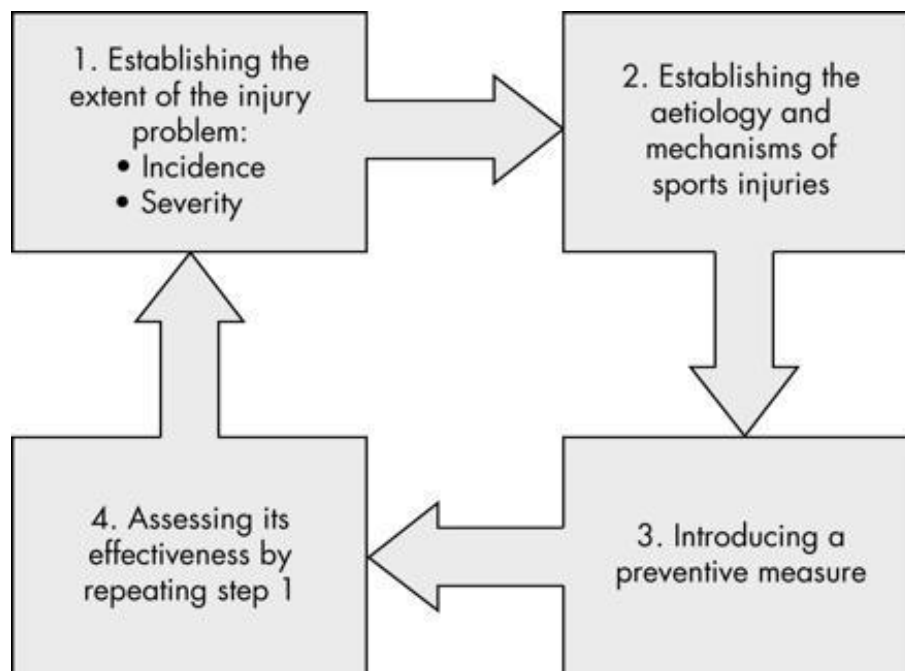 1. Establishing the
extent of the injury
problem:
• Incidence
• Severity
2. Establishing the
aetiology and
mechanisms of
sports injuries
3. Introducing a
preventive measure
4. Assessing its
effectiveness by
repeating step 1